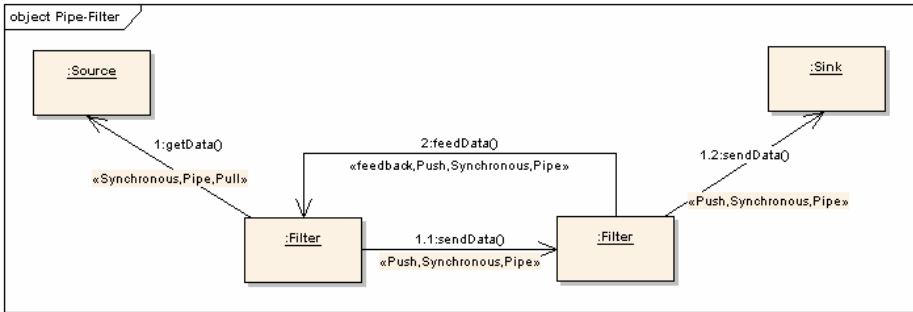 object Pipe-Filter
:Source
:Sink
1:getData()
«Synchronous,Pipe,Pull»
2:feedData()
«feedback,Push,Synchronous,Pipe»
1.2:sendData()
«Push,Synchronous,Pipe»
:Filter
1.1:sendData()
«Push,Synchronous,Pipe»
:Filter